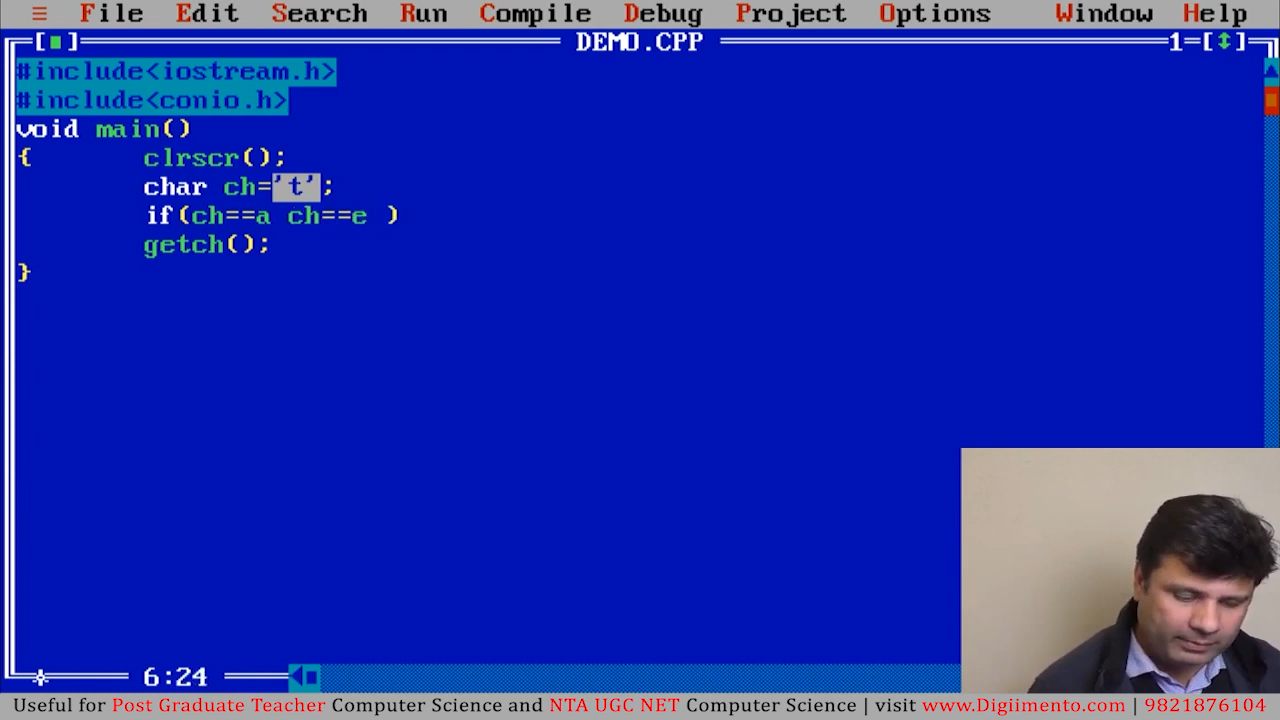 ≡ File Edit Search Run Compile Debug Project Options Window Help
[■] DEMO.CPP 1=[↕]
#include<iostream.h>
#include<conio.h>
void main()
{ clrscr();
char ch='t';
if(ch==a ch==e )
getch();
}
6:24
Useful for Post Graduate Teacher Computer Science and NTA UGC NET Computer Science | visit www.Digiimento.com | 9821876104